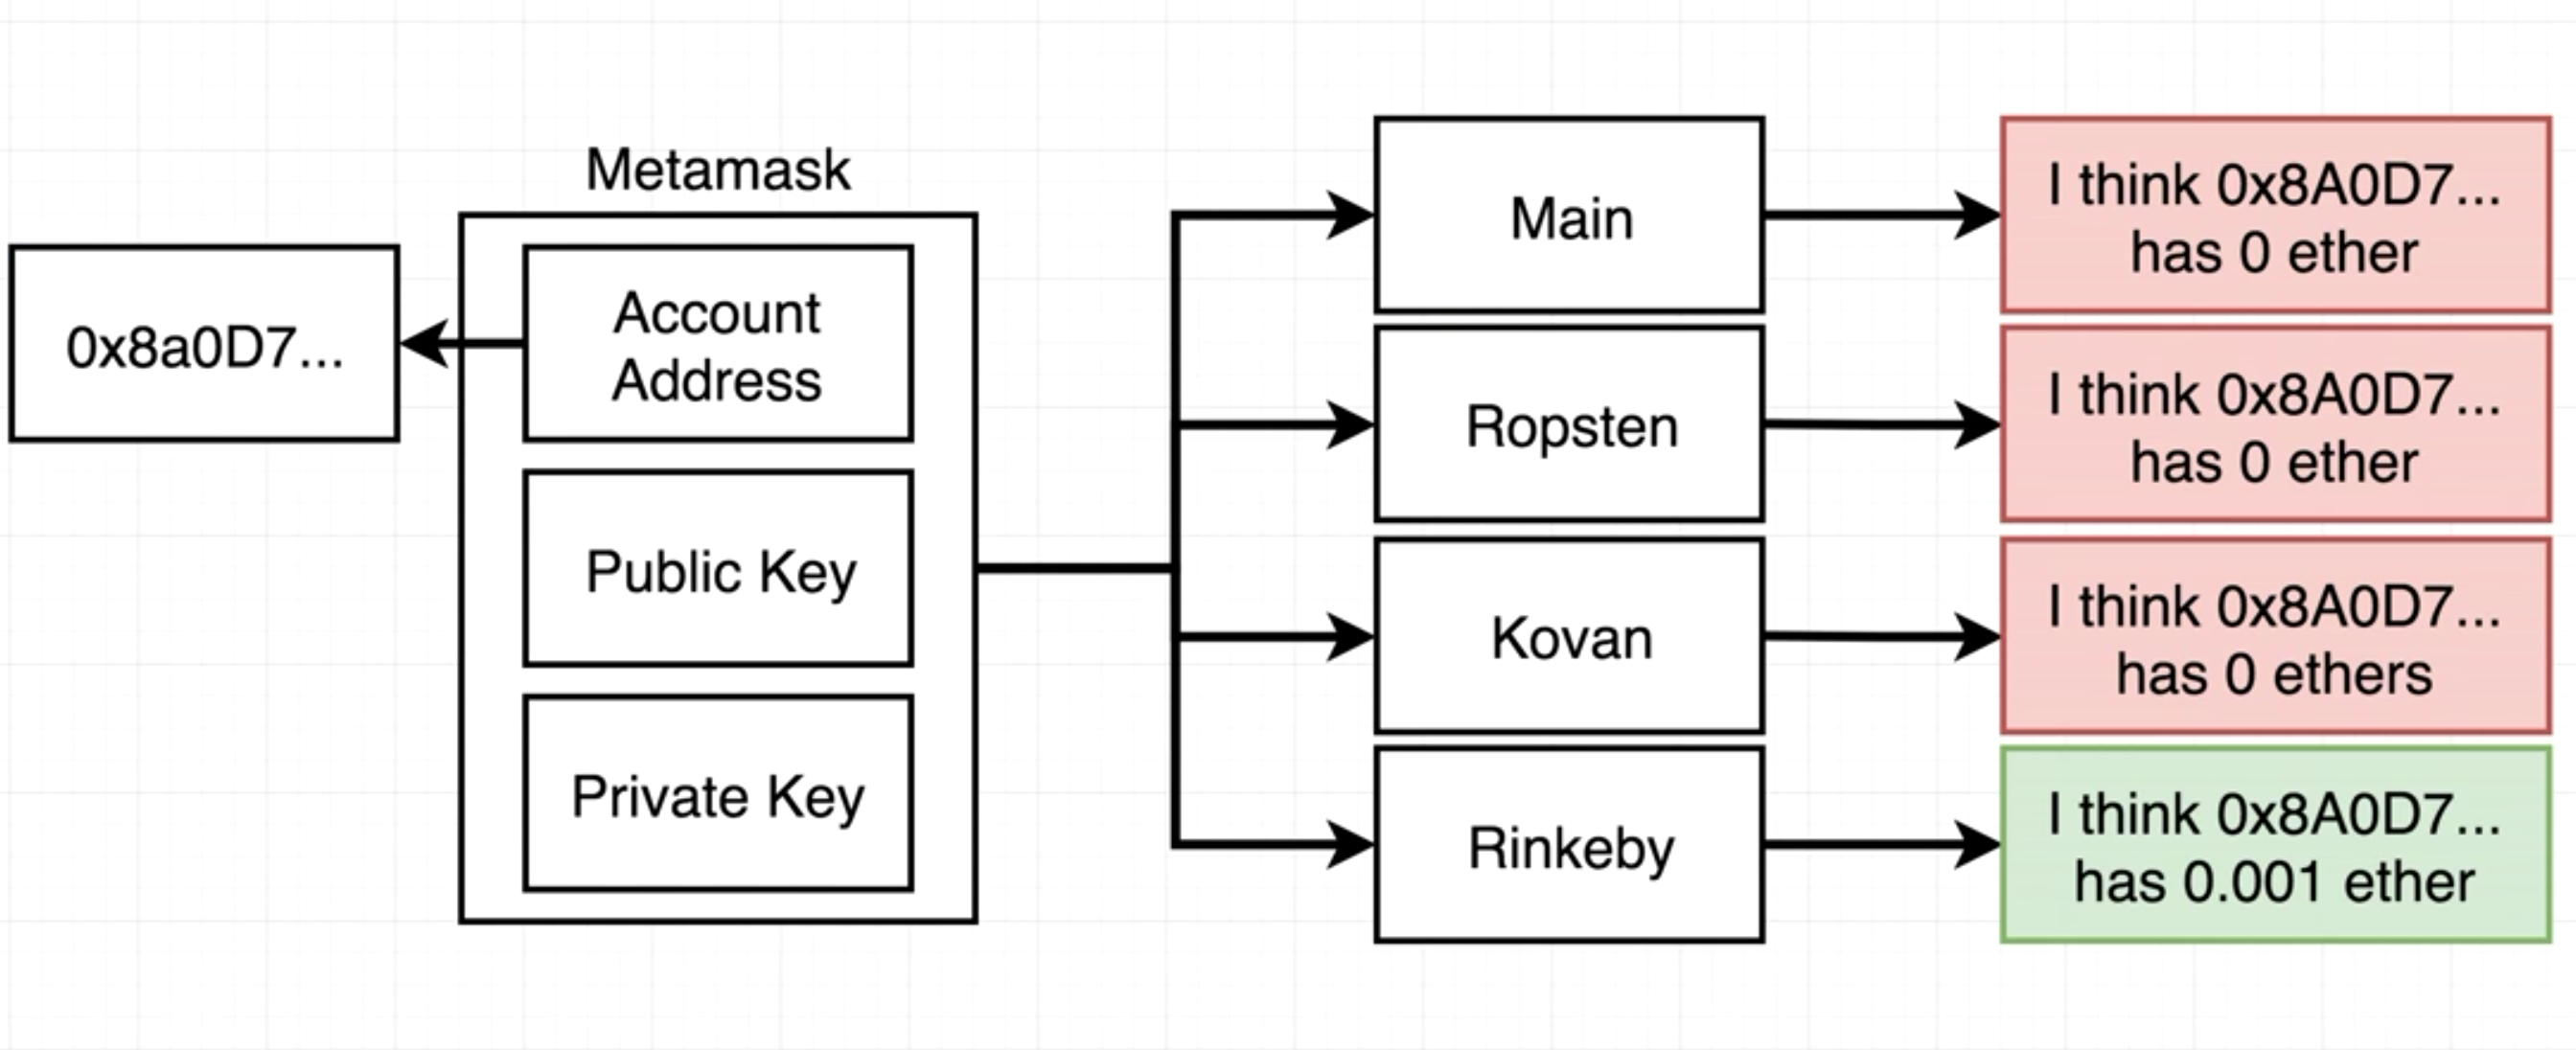 Metamask
0x8a0D7...
Account
Address
Public Key
Private Key
Main
I think 0x8A0D7...
has 0 ether
Ropsten
I think 0x8A0D7...
has 0 ether
Kovan
I think 0x8A0D7...
has 0 ethers
Rinkeby
I think 0x8A0D7...
has 0.001 ether